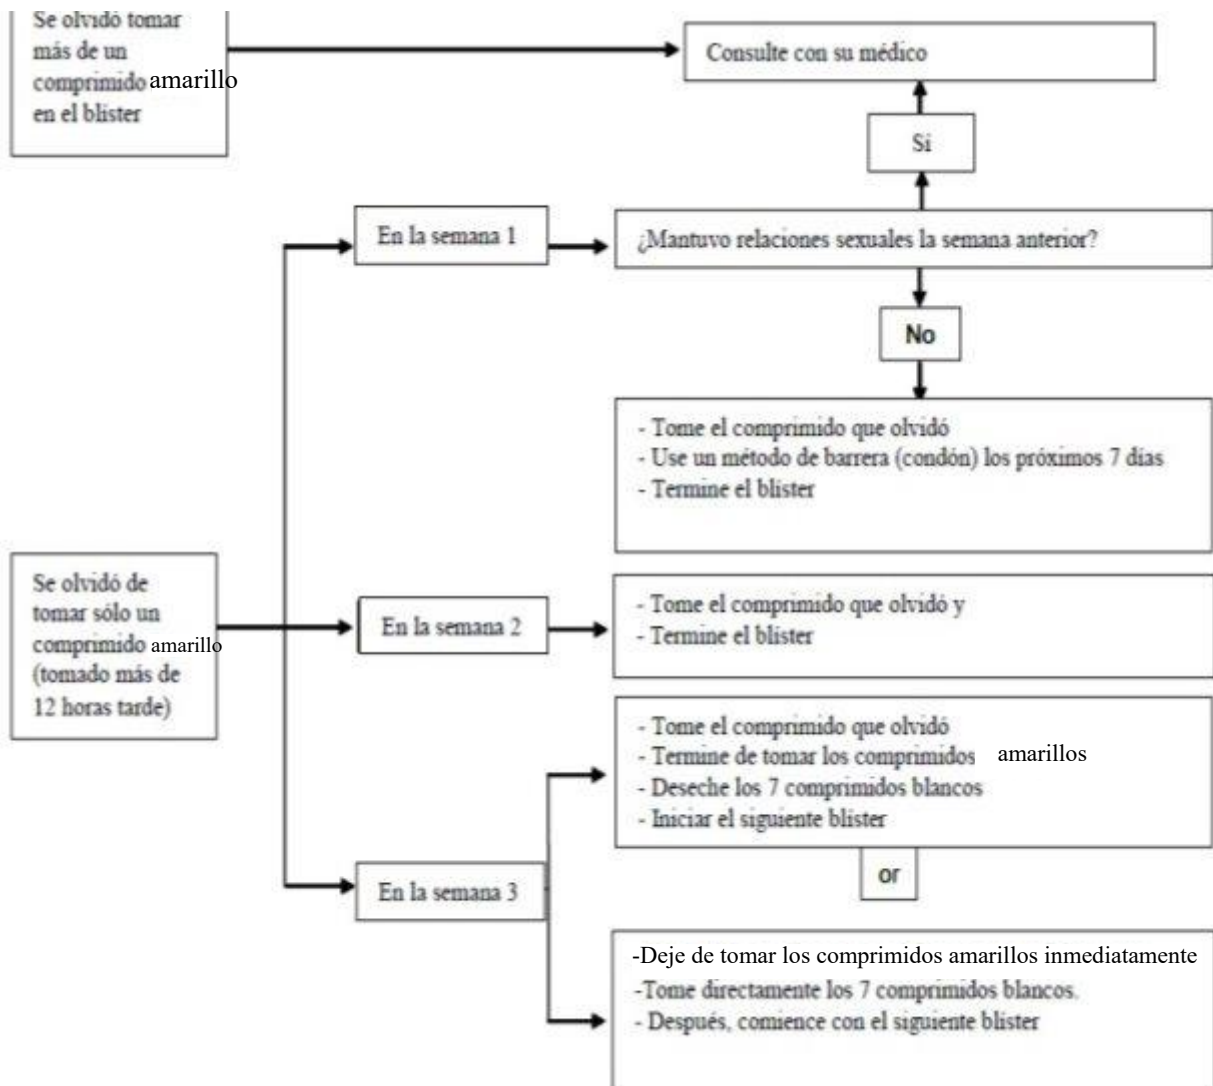 Se olvidó tomar
más de un
comprimido amarillo
en el blister
Consulte con su médico
Si
En la semana 1
¿Mantuvo relaciones sexuales la semana anterior?
No
- Tome el comprimido que olvidó
- Use un método de barrera (condón) los próximos 7 días
- Termine el blister
Se olvidó de
tomar sólo un
comprimido amarillo
(tomado más de
12 horas tarde)
En la semana 2
- Tome el comprimido que olvidó y
- Termine el blister
En la semana 3
- Tome el comprimido que olvidó
- Termine de tomar los comprimidos amarillos
- Deseche los 7 comprimidos blancos
- Iniciar el siguiente blister
or
-Deje de tomar los comprimidos amarillos inmediatamente
-Tome directamente los 7 comprimidos blancos.
- Después, comience con el siguiente blister